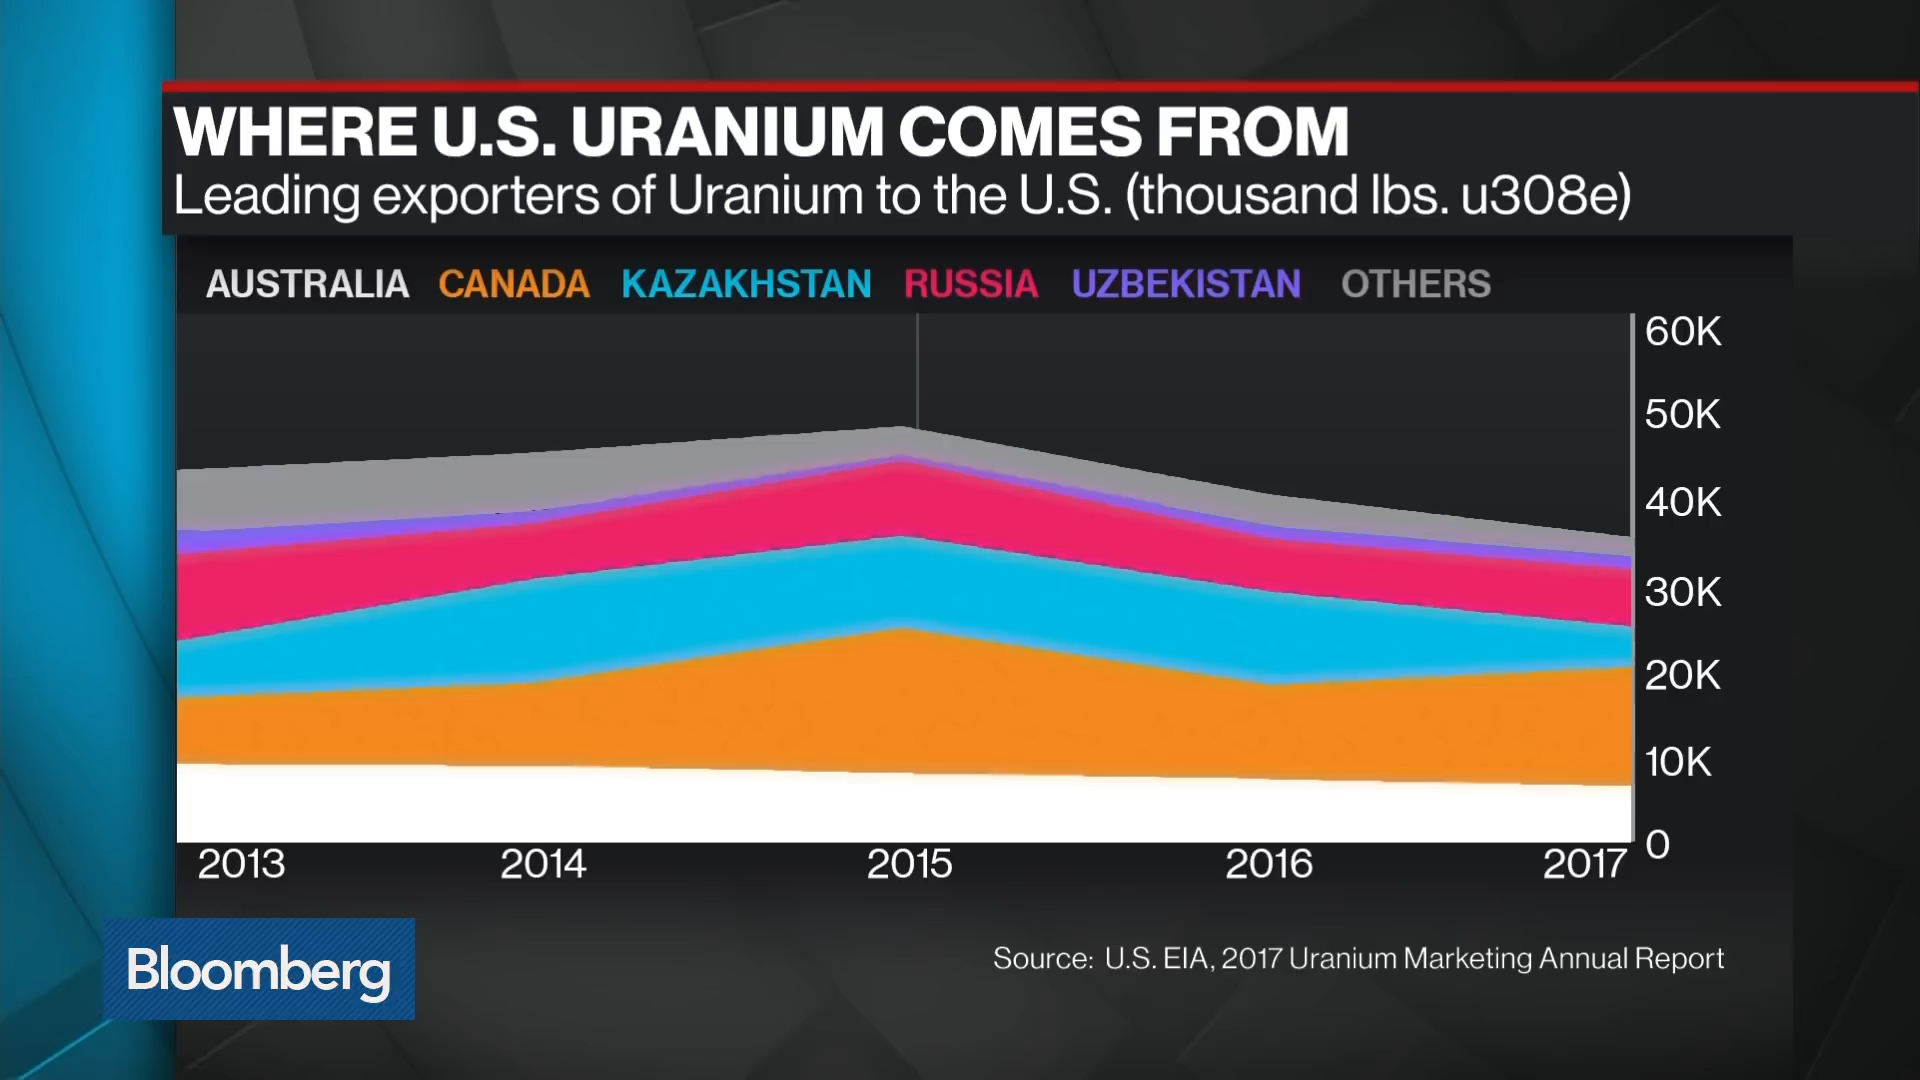 WHERE U.S. URANIUM COMES FROM
Leading exporters of Uranium to the U.S. (thousand lbs. u308e)
AUSTRALIA CANADA KAZAKHSTAN RUSSIA UZBEKISTAN OTHERS
60K
50K
40K
30K
20K
10K
0
2013 2014 2015 2016 2017
Bloomberg
Source: U.S. EIA, 2017 Uranium Marketing Annual Report